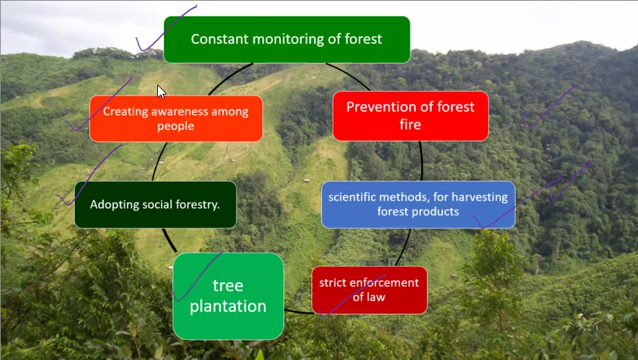 Constant monitoring of forest
Prevention of forest
fire
scientific methods, for harvesting
forest products
strict enforcement
of law
tree
plantation
Adopting social forestry.
Creating awareness among
people